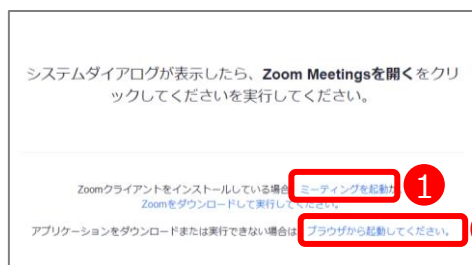 システムダイアログが表示したら、Zoom Meetingsを開くをクリ
ックしてくださいを実行してください。
Zoomクライアントをインストールしている場合 ミーティングを起動か
1
Zoomをダウンロードして実行してください。
アプリケーションをダウンロードまたは実行できない場合は ブラウザから起動してください。